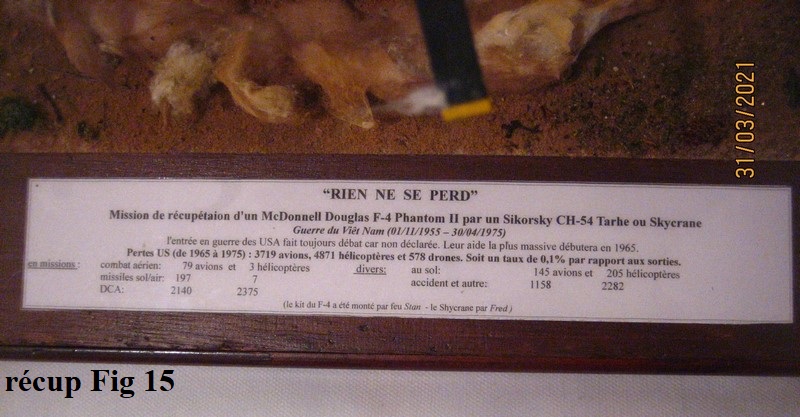 31/03/2021
“RIEN NE SE PERD”
Mission de récupétaion d'un McDonnell Douglas F-4 Phantom II par un Sikorsky CH-54 Tarhe ou Skycrane
Guerre du Viêt Nam (01/11/1955 – 30/04/1975)
l'entrée en guerre des USA fait toujours débat car non déclarée. Leur aide la plus massive débutera en 1965.
Pertes US (de 1965 à 1975) : 3719 avions, 4871 hélicoptères et 578 drones. Soit un taux de 0,1% par rapport aux sorties.
en missions : combat aérien: 79 avions et 3 hélicoptères divers: au sol: 145 avions et 205 hélicoptères
missiles sol/air: 197 7 accident et autre: 1158 2282
DCA: 2140 2375
(le kit du F-4 a été monté par feu Stan - le Shycrane par Fred )
récup Fig 15